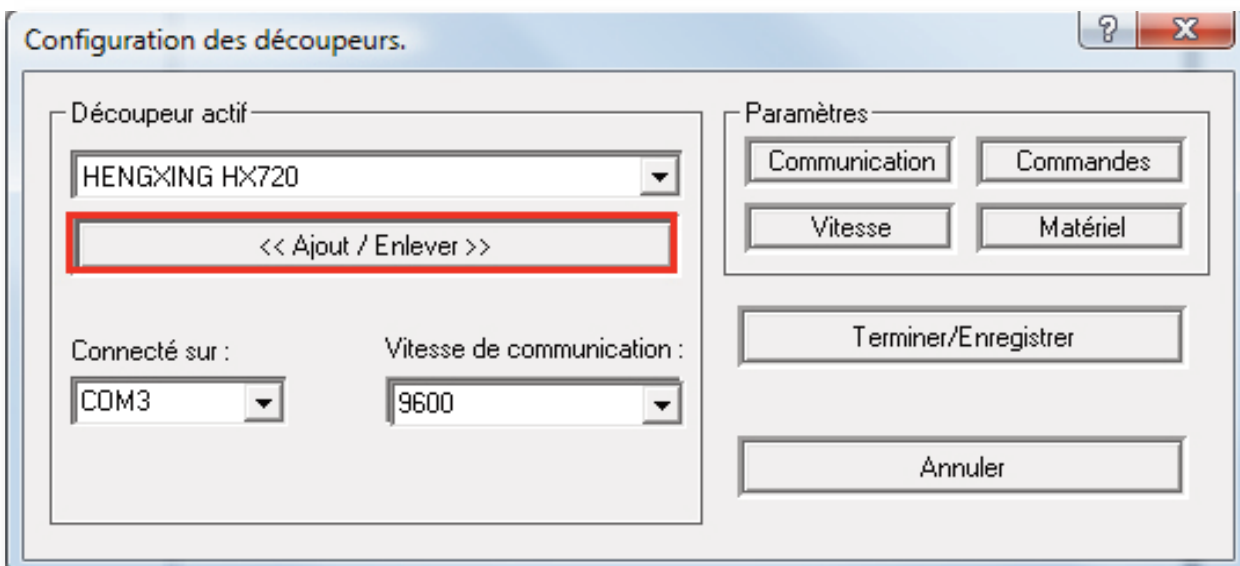 Configuration des découpeurs.
Découpeur actif
HENGXING HX720
<< Ajout / Enlever >>
Connecté sur :
Vitesse de communication :
COM3
9600
Paramètres
Communication
Commandes
Vitesse
Matériel
Terminer/Enregistrer
Annuler